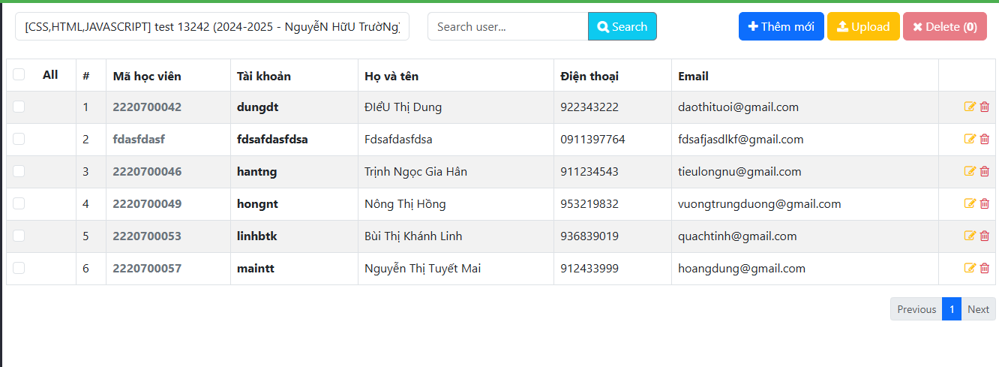 [CSS,HTML,JAVASCRIPT] test 13242 (2024-2025 - NguyễN HữU TrườNg) Search user... Search Thêm mới Upload Delete (0)
All # Mã học viên Tài khoản Họ và tên Điện thoại Email
1 2220700042 dungdt ĐIểU Thị Dung 922343222 daothituoi@gmail.com
2 fdasfdasf fdsafdasfdsa Fdsafdasfdsa 0911397764 fdsafjasdlkf@gmail.com
3 2220700046 hantng Trịnh Ngọc Gia Hân 911234543 tieulongnu@gmail.com
4 2220700049 hongnt Nông Thị Hồng 953219832 vuongtrungduong@gmail.com
5 2220700053 linhbtk Bùi Thị Khánh Linh 936839019 quachtinh@gmail.com
6 2220700057 maintt Nguyễn Thị Tuyết Mai 912433999 hoangdung@gmail.com
Previous 1 Next